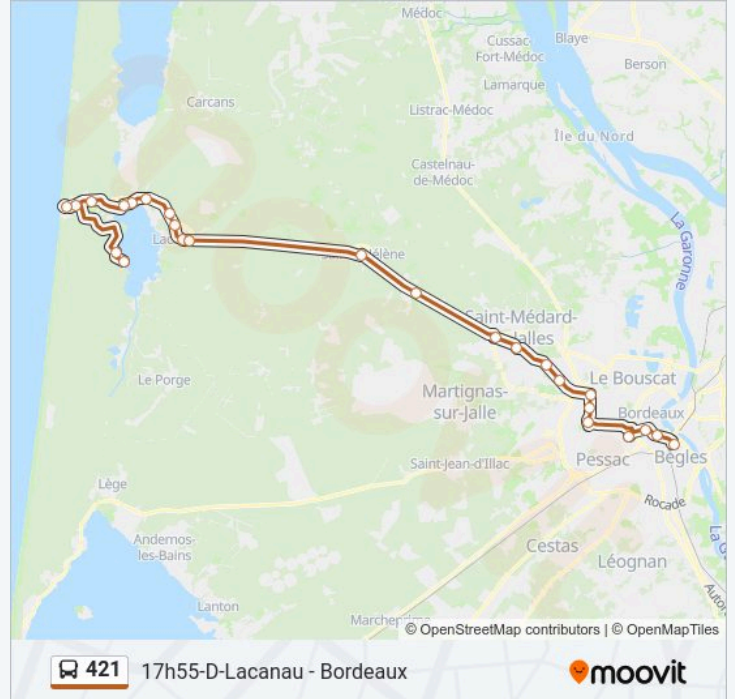 Médoc
Cussac-
Fort-Médoc
Blaye
Berson
Lamarque
Carcans
Listrac-Médoc
Île du Nord
Castelnau-
de-Médoc
La Garonne
Saint-Médard-
Le Porge
Le Bouscat
Martignas-
sur-Jalle
Bordeaux
Saint-Jean-d'Illac
Pessac
Bègles
Lège
Rocade
Andernos-
les-Bains
Cestas
Léognan
Lanton
© OpenStreetMap contributors | © OpenMapTiles
421
17h55-D-Lacanau - Bordeaux
moovit